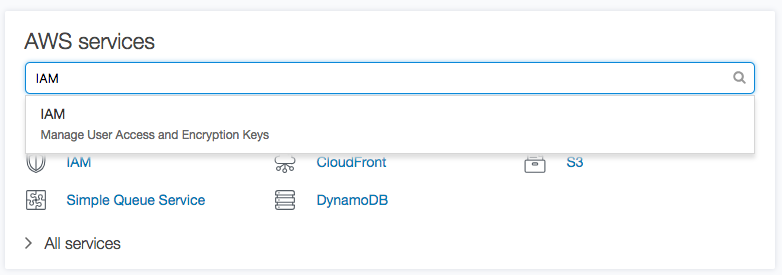 AWS services
IAM
IAM
Manage User Access and Encryption Keys
IAM CloudFront S3
Simple Queue Service DynamoDB
All services